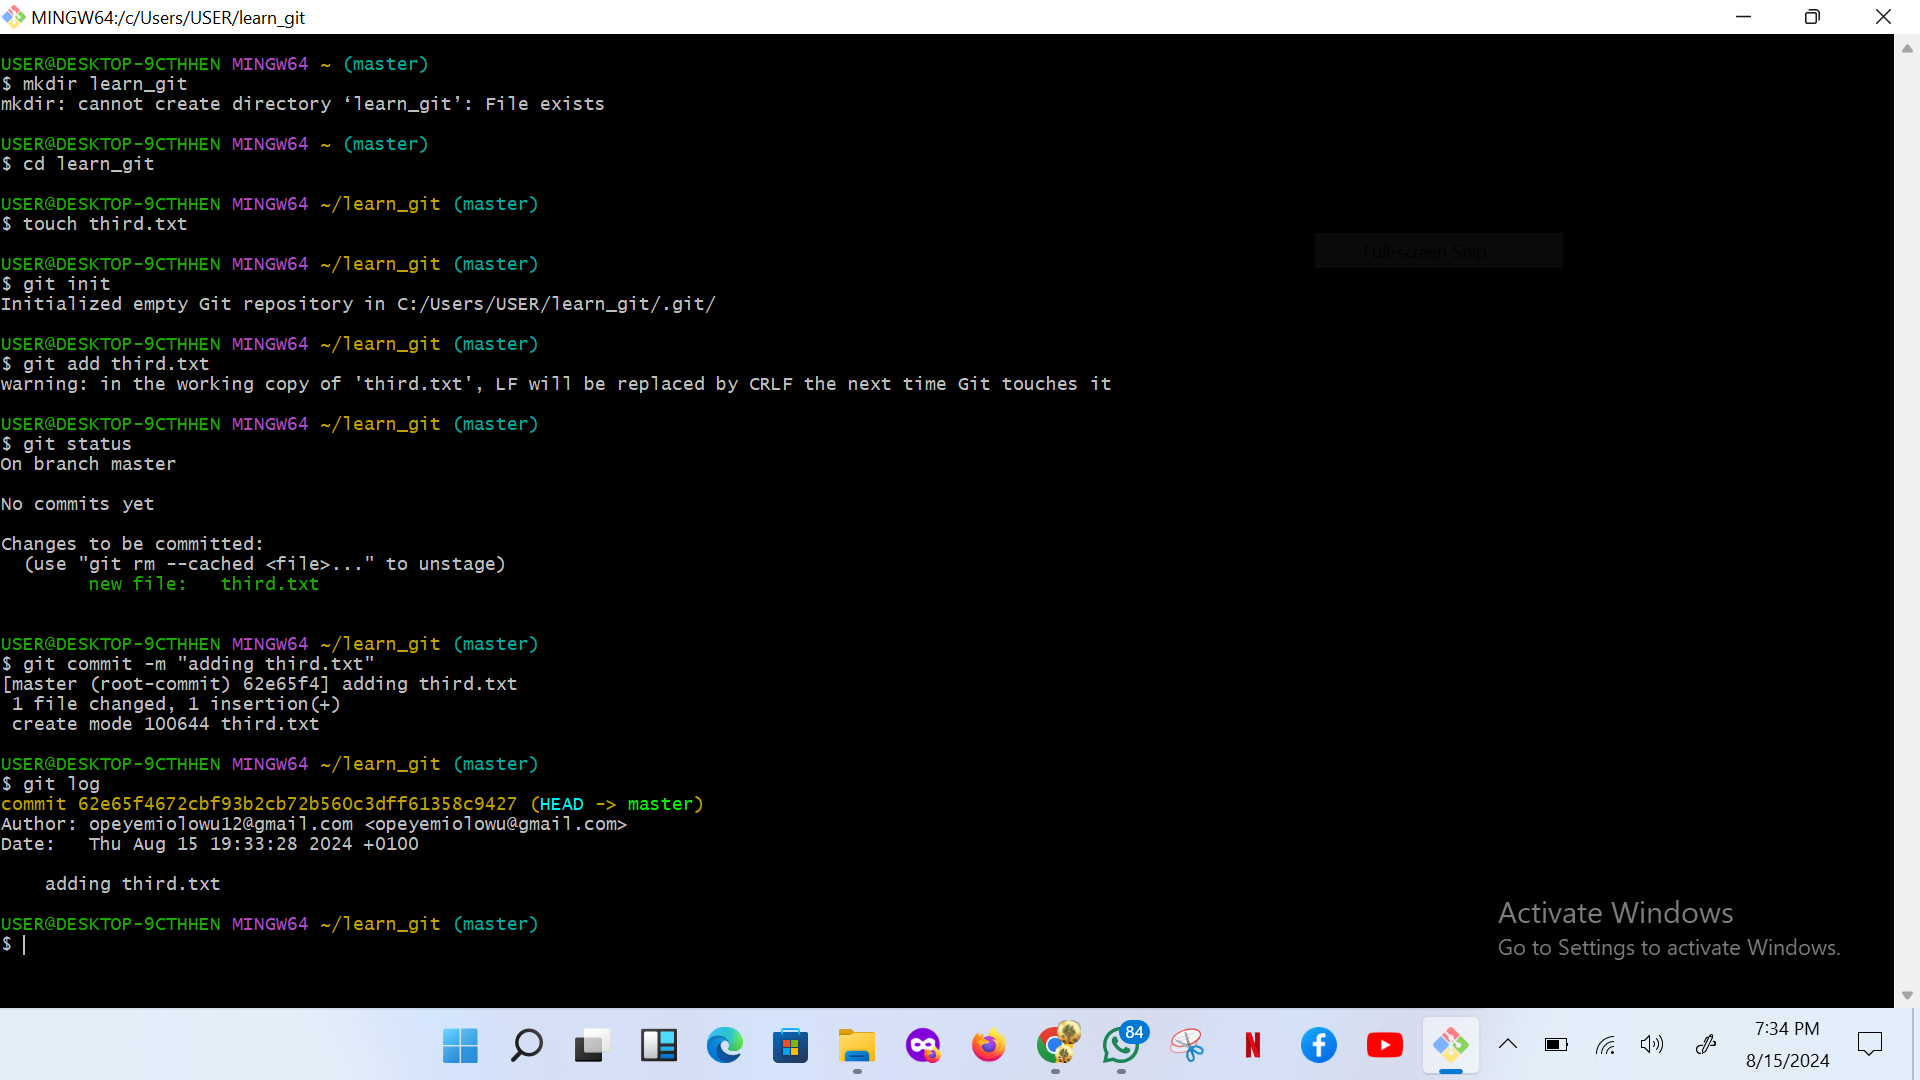 MINGW64:/c/Users/USER/learn_git
USER@DESKTOP-9CTHHEN MINGW64 ~ (master)
$ mkdir learn_git
mkdir: cannot create directory ‘learn_git’: File exists
USER@DESKTOP-9CTHHEN MINGW64 ~ (master)
$ cd learn_git
USER@DESKTOP-9CTHHEN MINGW64 ~/learn_git (master)
$ touch third.txt
Full-screen Snip
USER@DESKTOP-9CTHHEN MINGW64 ~/learn_git (master)
$ git init
Initialized empty Git repository in C:/Users/USER/learn_git/.git/
USER@DESKTOP-9CTHHEN MINGW64 ~/learn_git (master)
$ git add third.txt
warning: in the working copy of 'third.txt', LF will be replaced by CRLF the next time Git touches it
USER@DESKTOP-9CTHHEN MINGW64 ~/learn_git (master)
$ git status
On branch master
No commits yet
Changes to be committed:
  (use "git rm --cached <file>..." to unstage)
        new file:   third.txt
USER@DESKTOP-9CTHHEN MINGW64 ~/learn_git (master)
$ git commit -m "adding third.txt"
[master (root-commit) 62e65f4] adding third.txt
 1 file changed, 1 insertion(+)
 create mode 100644 third.txt
USER@DESKTOP-9CTHHEN MINGW64 ~/learn_git (master)
$ git log
commit 62e65f4672cbf93b2cb72b560c3dff61358c9427 (HEAD -> master)
Author: opeyemiolowu12@gmail.com <opeyemiolowu@gmail.com>
Date:   Thu Aug 15 19:33:28 2024 +0100
    adding third.txt
USER@DESKTOP-9CTHHEN MINGW64 ~/learn_git (master)
$
Activate Windows
Go to Settings to activate Windows.
84
N
7:34 PM
8/15/2024